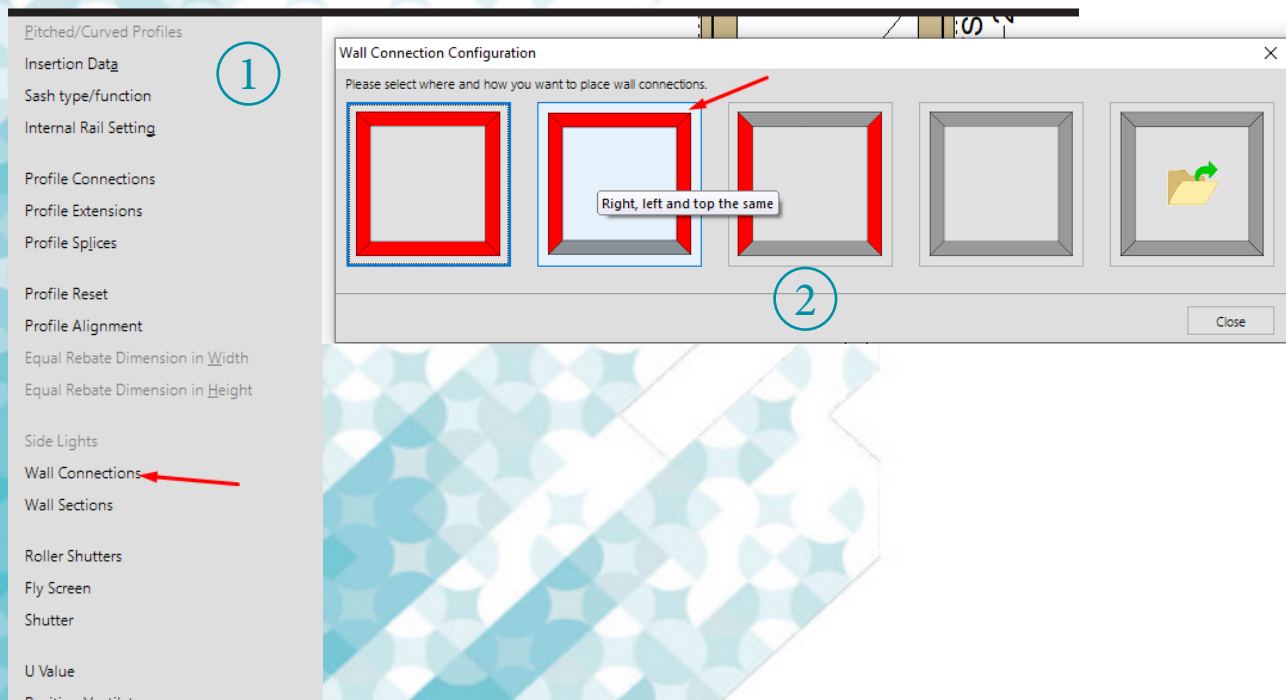 Pitched/Curved Profiles
Insertion Data
Sash type/function
Internal Rail Setting
Profile Connections
Profile Extensions
Profile Splices
Profile Reset
Profile Alignment
Equal Rebate Dimension in Width
Equal Rebate Dimension in Height
Side Lights
Wall Connections
Wall Sections
Roller Shutters
Fly Screen
Shutter
U Value
1
Wall Connection Configuration
Please select where and how you want to place wall connections.
Right, left and top the same
2
Close